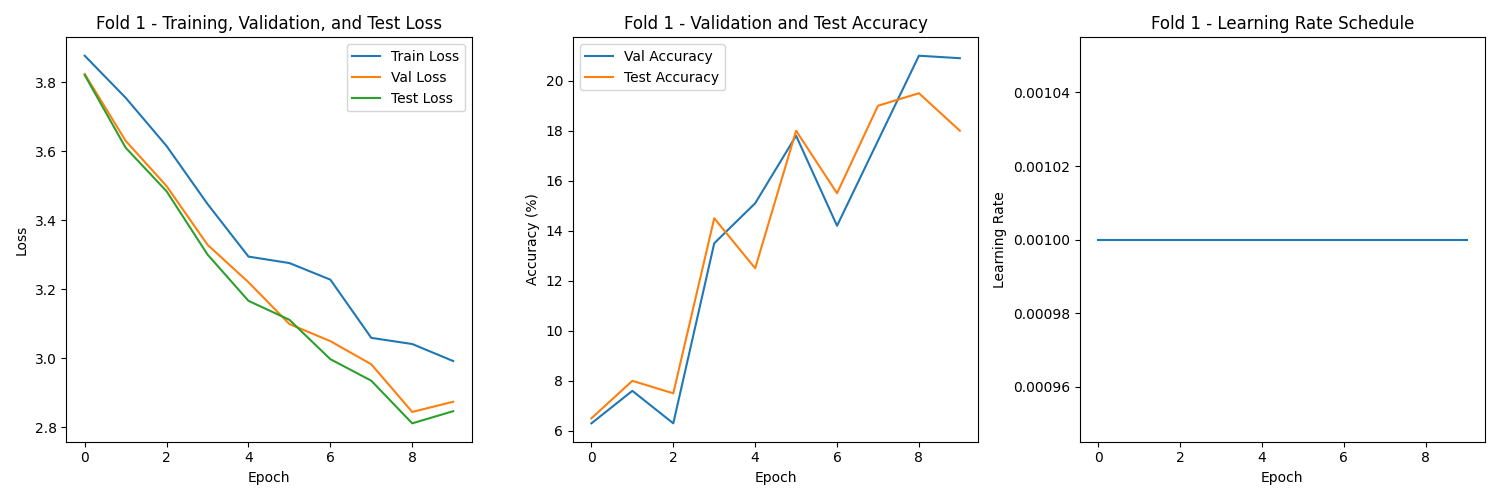 Fold 1 - Training, Validation, and Test Loss
Train Loss
Val Loss
Test Loss
Loss
3.8
3.6
3.4
3.2
3.0
2.8
0 2 4 6 8
Epoch
Fold 1 - Validation and Test Accuracy
Val Accuracy
Test Accuracy
Accuracy (%)
20
18
16
14
12
10
8
6
0 2 4 6 8
Epoch
Fold 1 - Learning Rate Schedule
Learning Rate
0.00104
0.00102
0.00100
0.00098
0.00096
0 2 4 6 8
Epoch